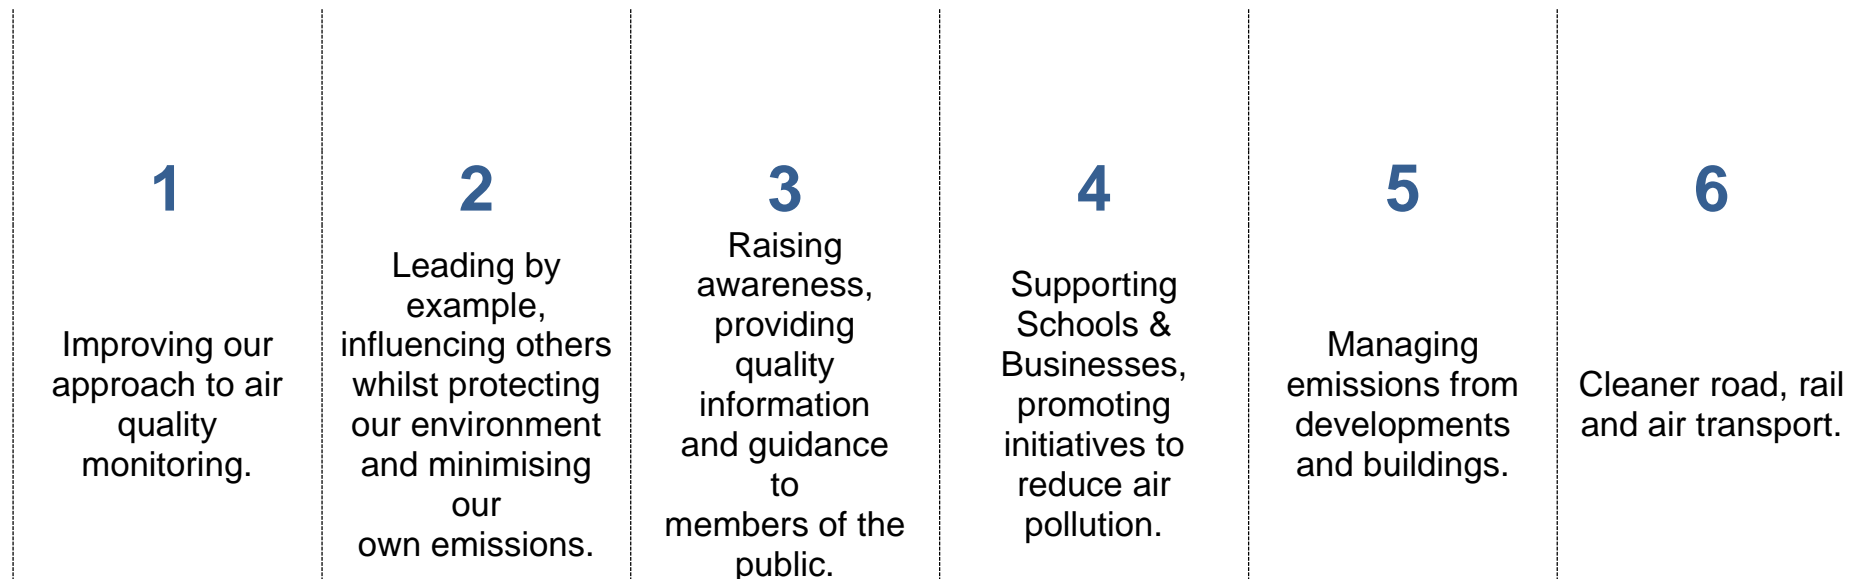 1
Improving our
approach to air
quality
monitoring.
2
Leading by
example,
influencing others
whilst protecting
our environment
and minimising
our
own emissions.
3
Raising
awareness,
providing
quality
information
and guidance
to
members of the
public.
4
Supporting
Schools &
Businesses,
promoting
initiatives to
reduce air
pollution.
5
Managing
emissions from
developments
and buildings.
6
Cleaner road, rail
and air transport.